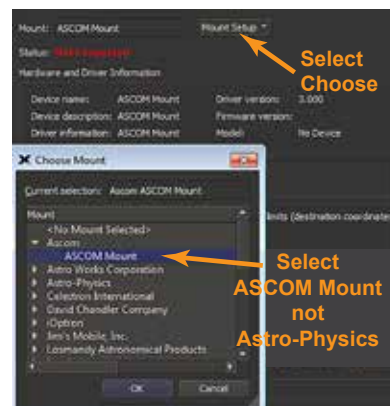 Mount: ASCOM Mount
Mount Setup
Select
Choose
Status:
Hardware and Driver Information
Device name: ASCOM Mount
Driver version: 3.000
Device description: ASCOM Mount
Firmware version:
Driver information: ASCOM Mount
Model: No Device
Choose Mount
Current selection: Ascom ASCOM Mount
Mount
limits (destination coordinate
<No Mount Selected>
Ascom
ASCOM Mount
Astro Works Corporation
Astro-Physics
Celestron International
David Chandler Company
iOptron
Jim's Mobile, Inc.
Losmandy Astronomical Products
Select
ASCOM Mount
not
Astro-Physics
OK
Cancel